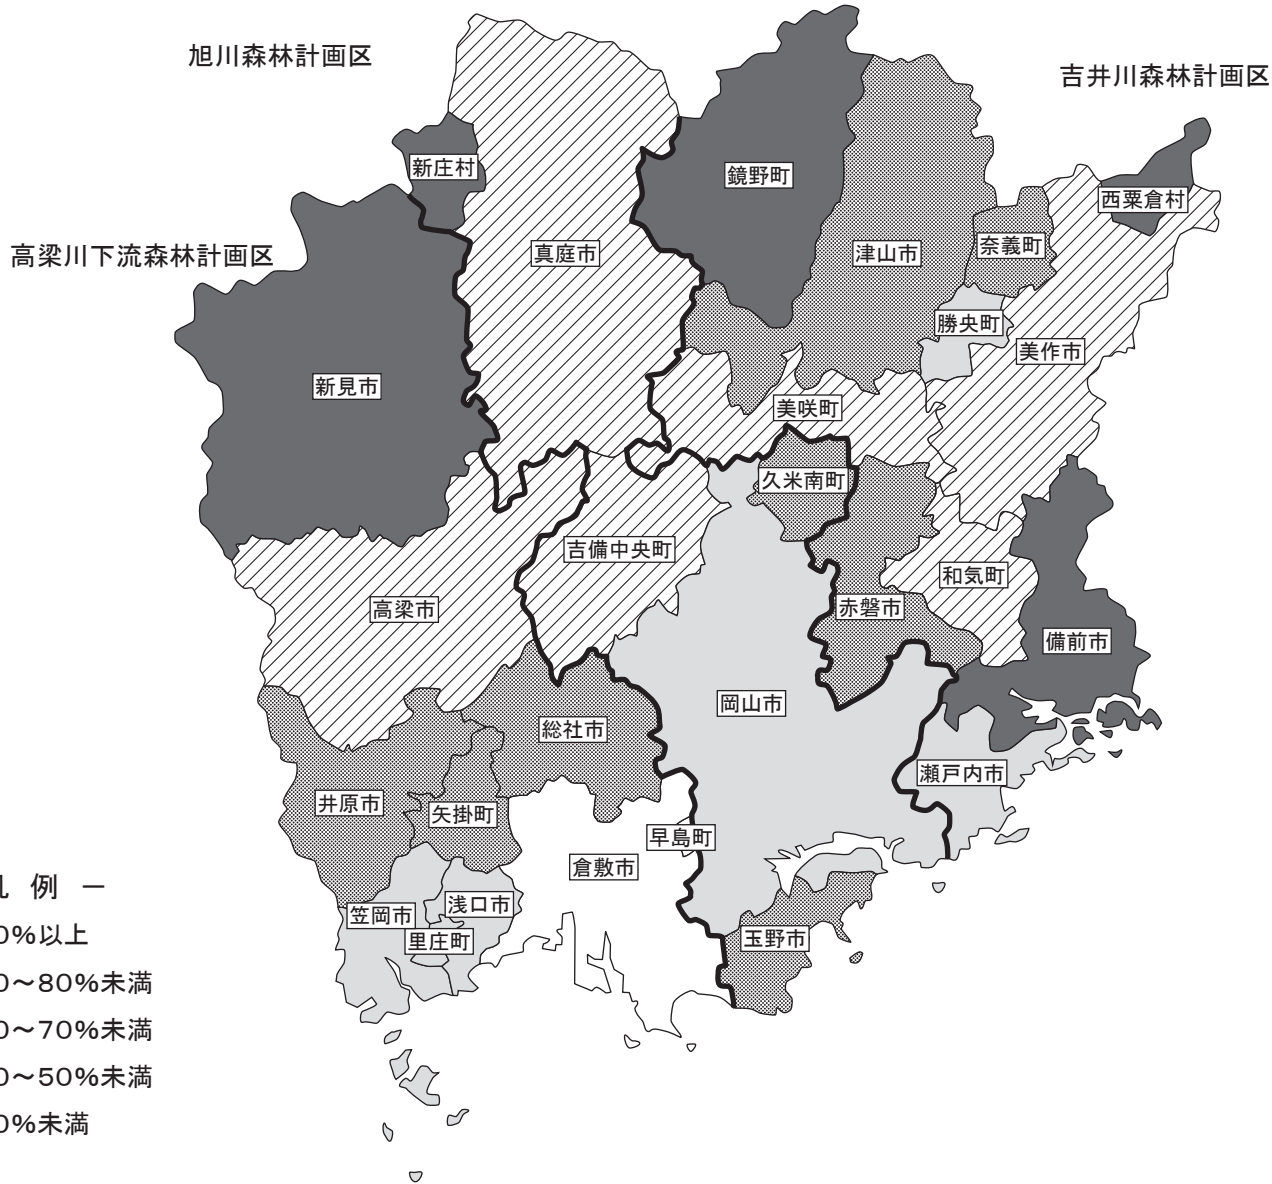 旭川森林計画区
吉井川森林計画区
新庄村
鏡野町
西粟倉村
高梁川下流森林計画区
真庭市
津山市
奈義町
勝央町
美作市
新見市
美咲町
久米南町
吉備中央町
和気町
高梁市
赤磐市
備前市
岡山市
総社市
瀬戸内市
井原市
矢掛町
早島町
倉敷市
笠岡市
浅口市
里庄町
玉野市
例 ー
0%以上
0〜80%未満
0〜70%未満
0〜50%未満
0%未満